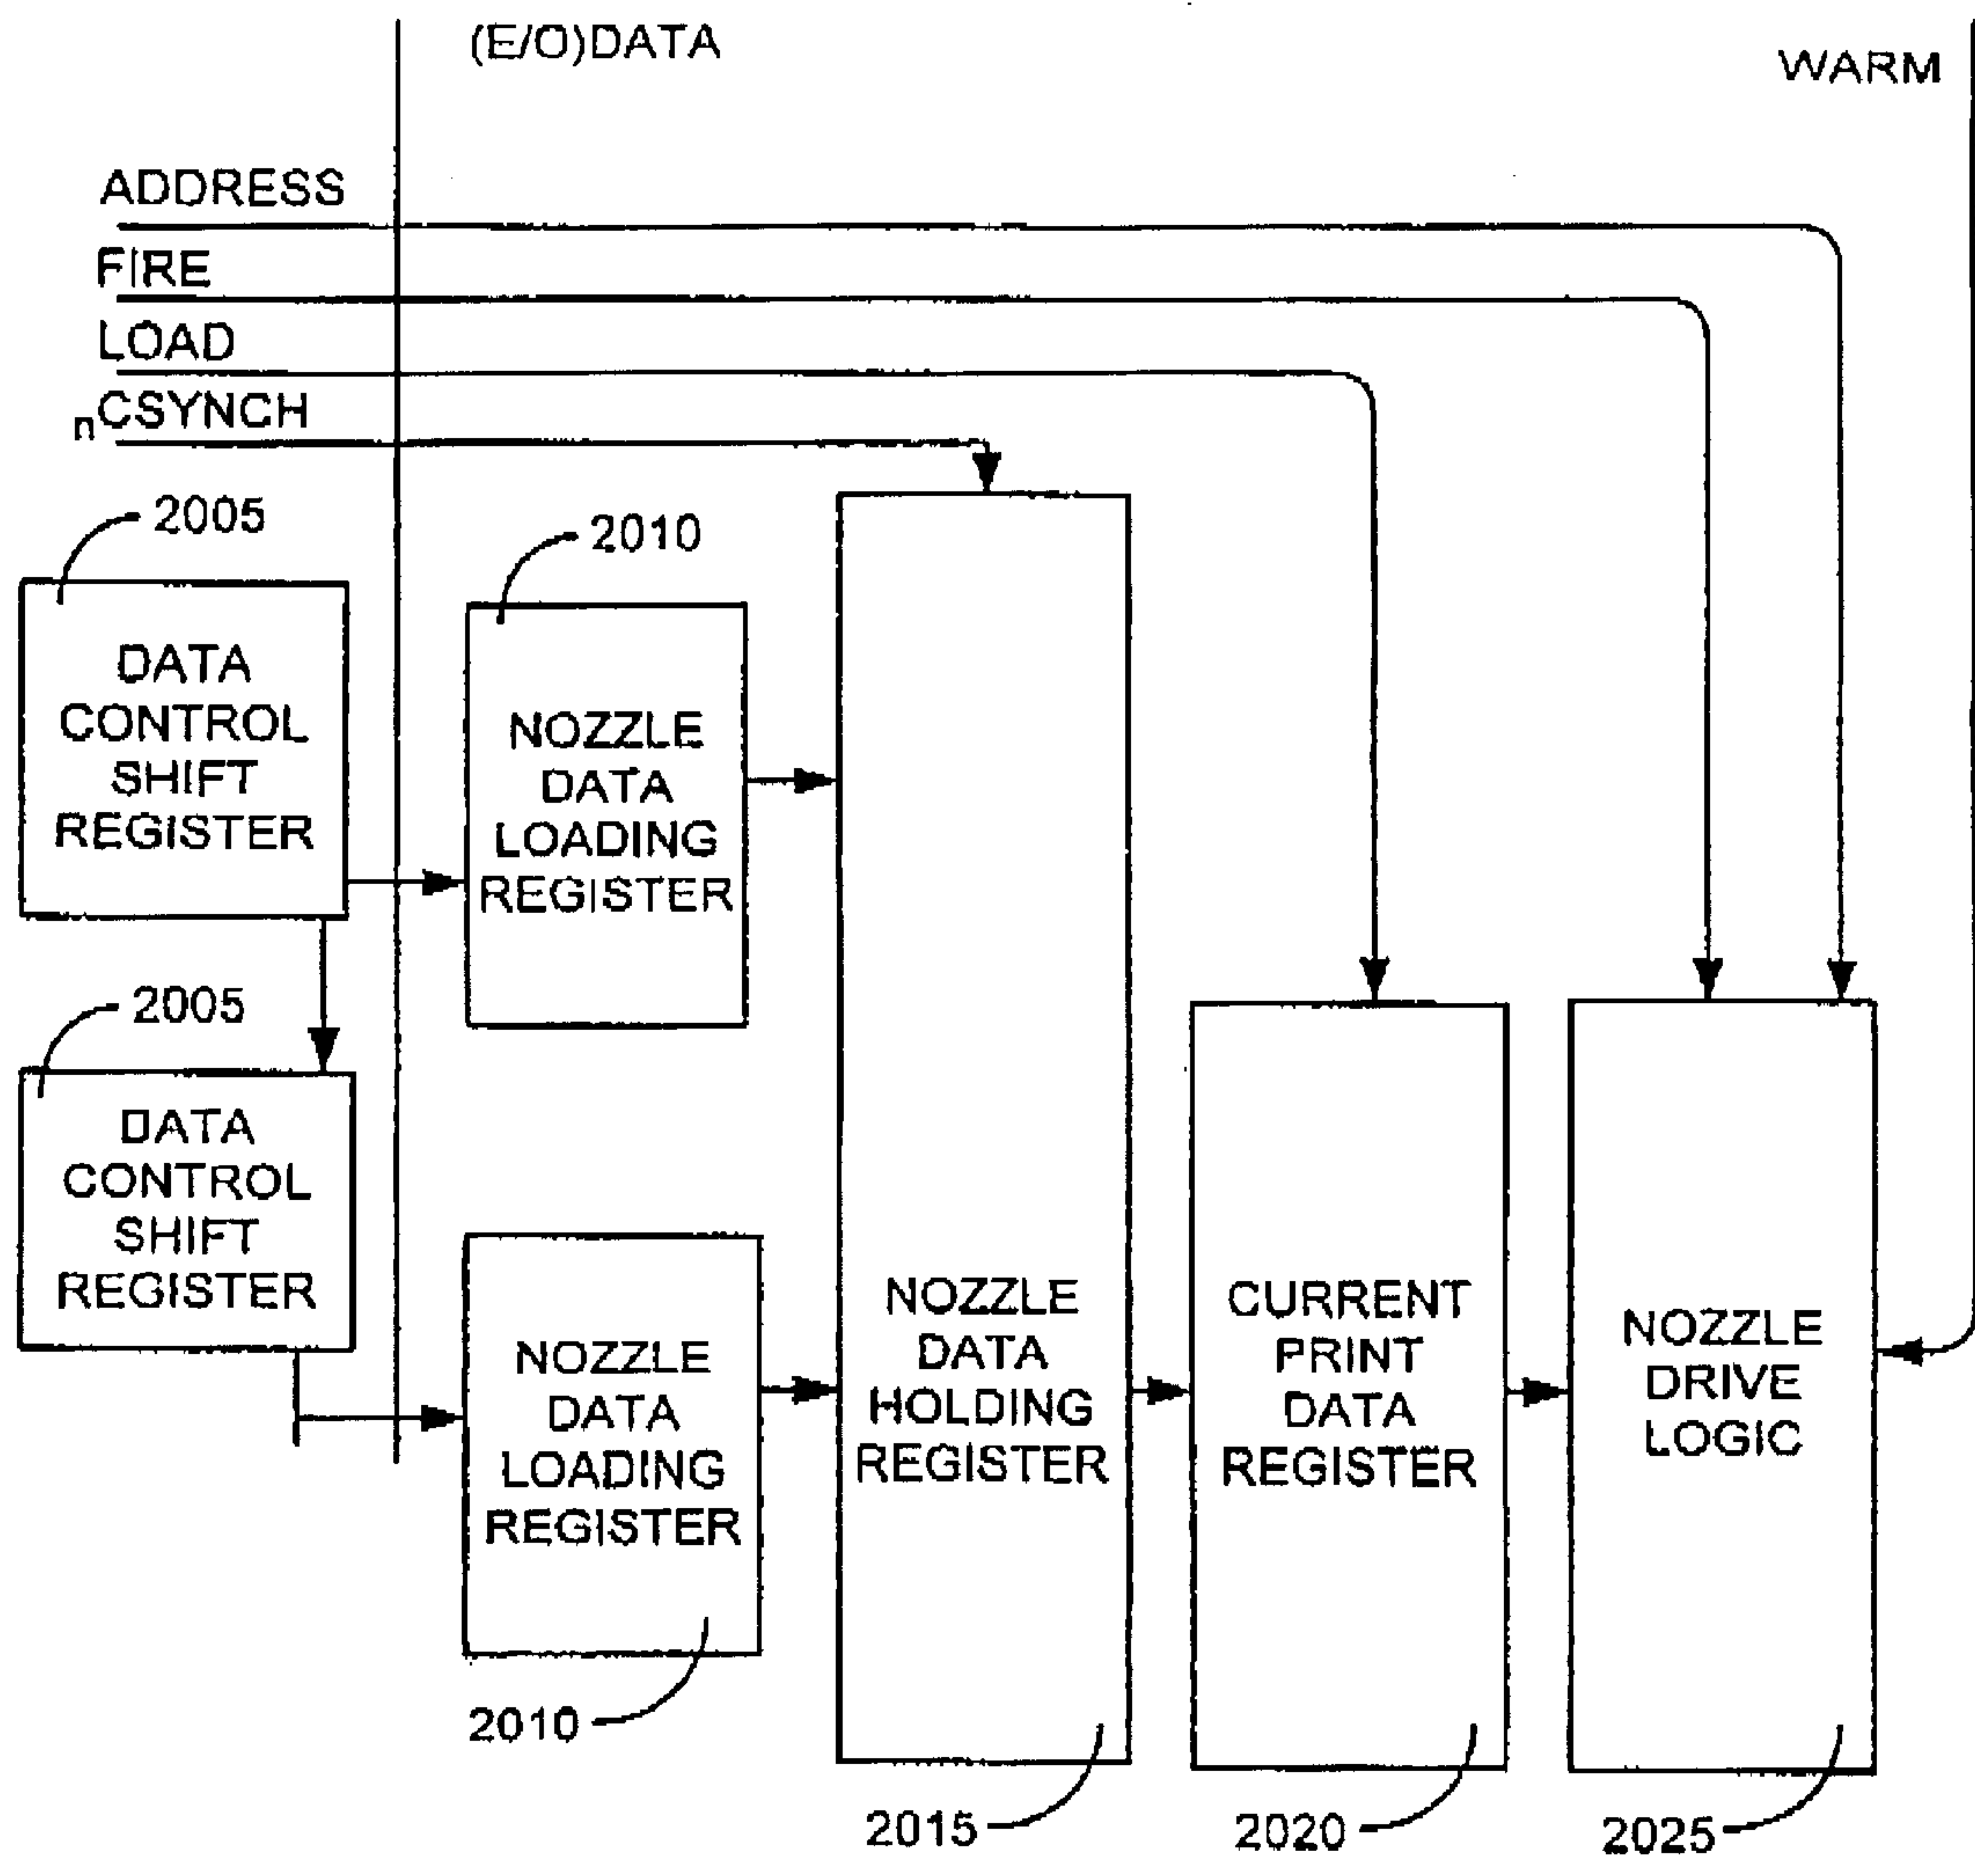 (E/O)DATA
WARM
ADDRESS
FIRE
LOAD
nCSYNCH
2005
2010
DATA
CONTROL
SHIFT
REGISTER
NOZZLE
DATA
LOADING
REGISTER
2005
DATA
CONTROL
SHIFT
REGISTER
NOZZLE
DATA
LOADING
REGISTER
NOZZLE
DATA
HOLDING
REGISTER
CURRENT
PRINT
DATA
REGISTER
NOZZLE
DRIVE
LOGIC
2010
2015
2020
2025